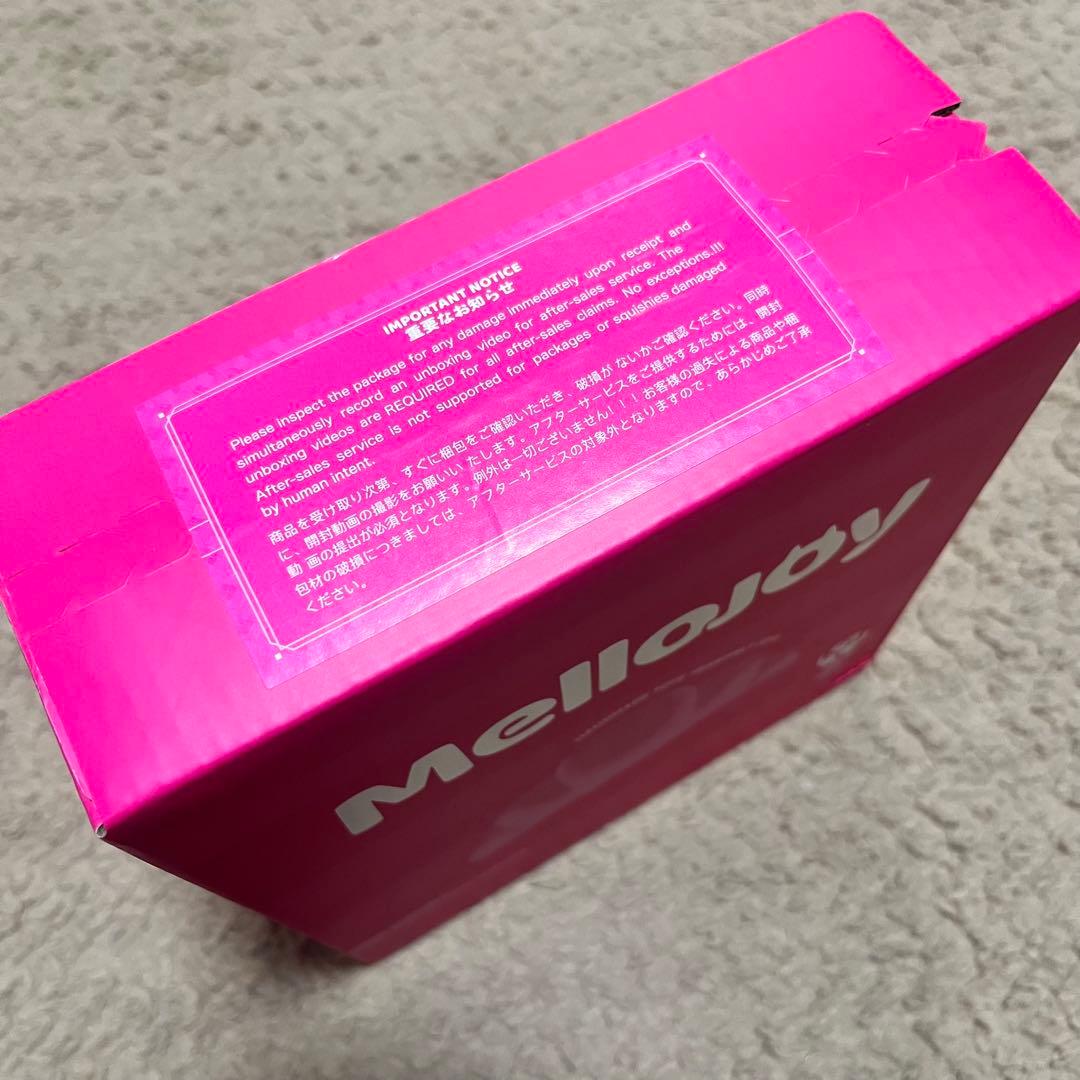 IMPORTANT NOTICE
重要なお知らせ
Please inspect the package for any damage immediately upon receipt and
simultaneously record an unboxing video for after-sales service. The
unboxing videos are REQUIRED for all after-sales claims. No exceptions.!!!
After-sales service is not supported for packages or squishies damaged
by human intent.
商品を受け取り次第、すぐに梱包をご確認いただき、破損が ないかご確認ください。同時
に、開封動画の撮影をお願いい たします。アフターサービスをご提供するためには、開封
動 画の提出が必須となります。例外は一切ございません!!! お客様の過失による商品や梱
包材の破損につきましては、アフターサービスの対象外となりますので、あらかじめご了承
ください。
MelloJoy